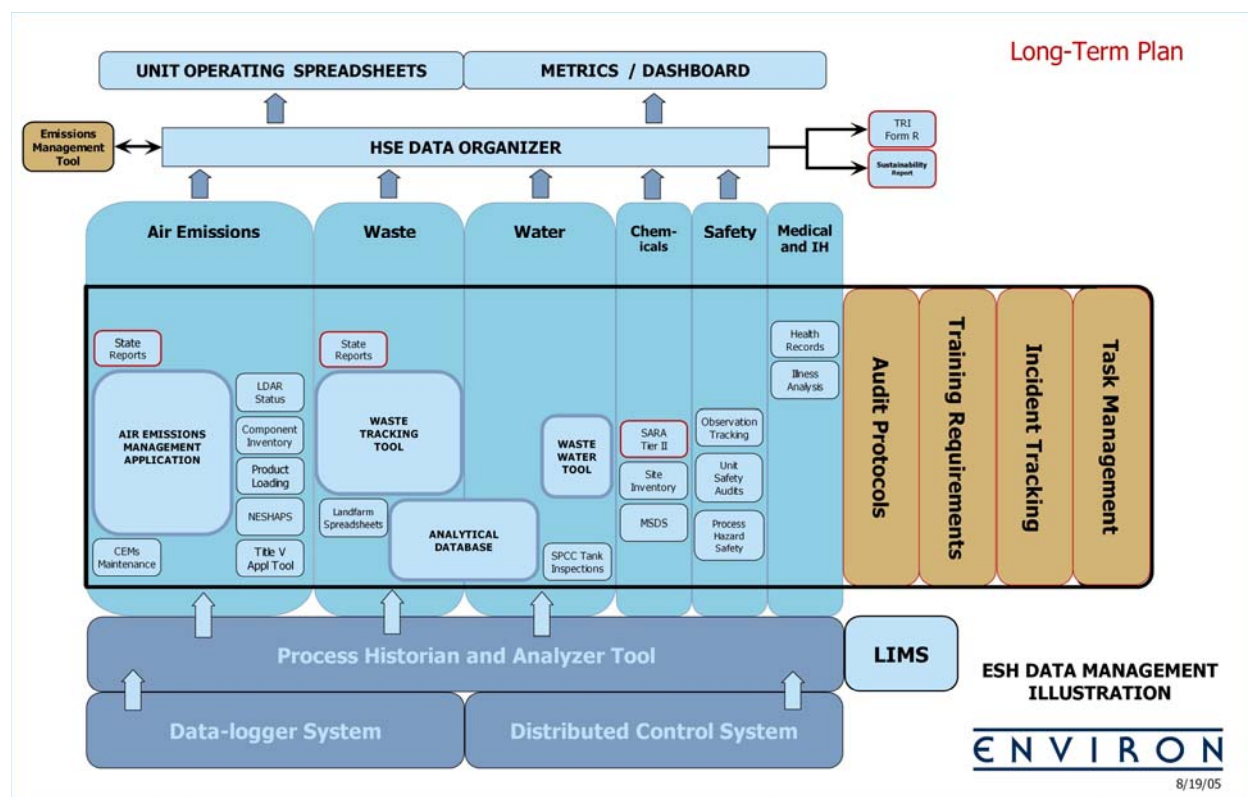 Long-Term Plan
UNIT OPERATING SPREADSHEETS
METRICS / DASHBOARD
Emissions
Management
Tool
HSE DATA ORGANIZER
TRI
Form R
Sustainability
Report
Air Emissions
Waste
Water
Chem-
icals
Safety
Medical
and IH
State
Reports
AIR EMISSIONS
MANAGEMENT
APPLICATION
CEMs
Maintenance
LDAR
Status
Component
Inventory
Product
Loading
NESHAPS
Title V
Appl Tool
State
Reports
WASTE
TRACKING
TOOL
Landfarm
Spreadsheets
ANALYTICAL
DATABASE
WASTE
WATER
TOOL
SPCC Tank
Inspections
SARA
Tier II
Site
Inventory
MSDS
Observation
Tracking
Unit
Safety
Audits
Process
Hazard
Safety
Health
Records
Illness
Analysis
Audit Protocols
Training Requirements
Incident Tracking
Task Management
Process Historian and Analyzer Tool
LIMS
Data-logger System
Distributed Control System
ESH DATA MANAGEMENT
ILLUSTRATION
ENVIRON
8/19/05